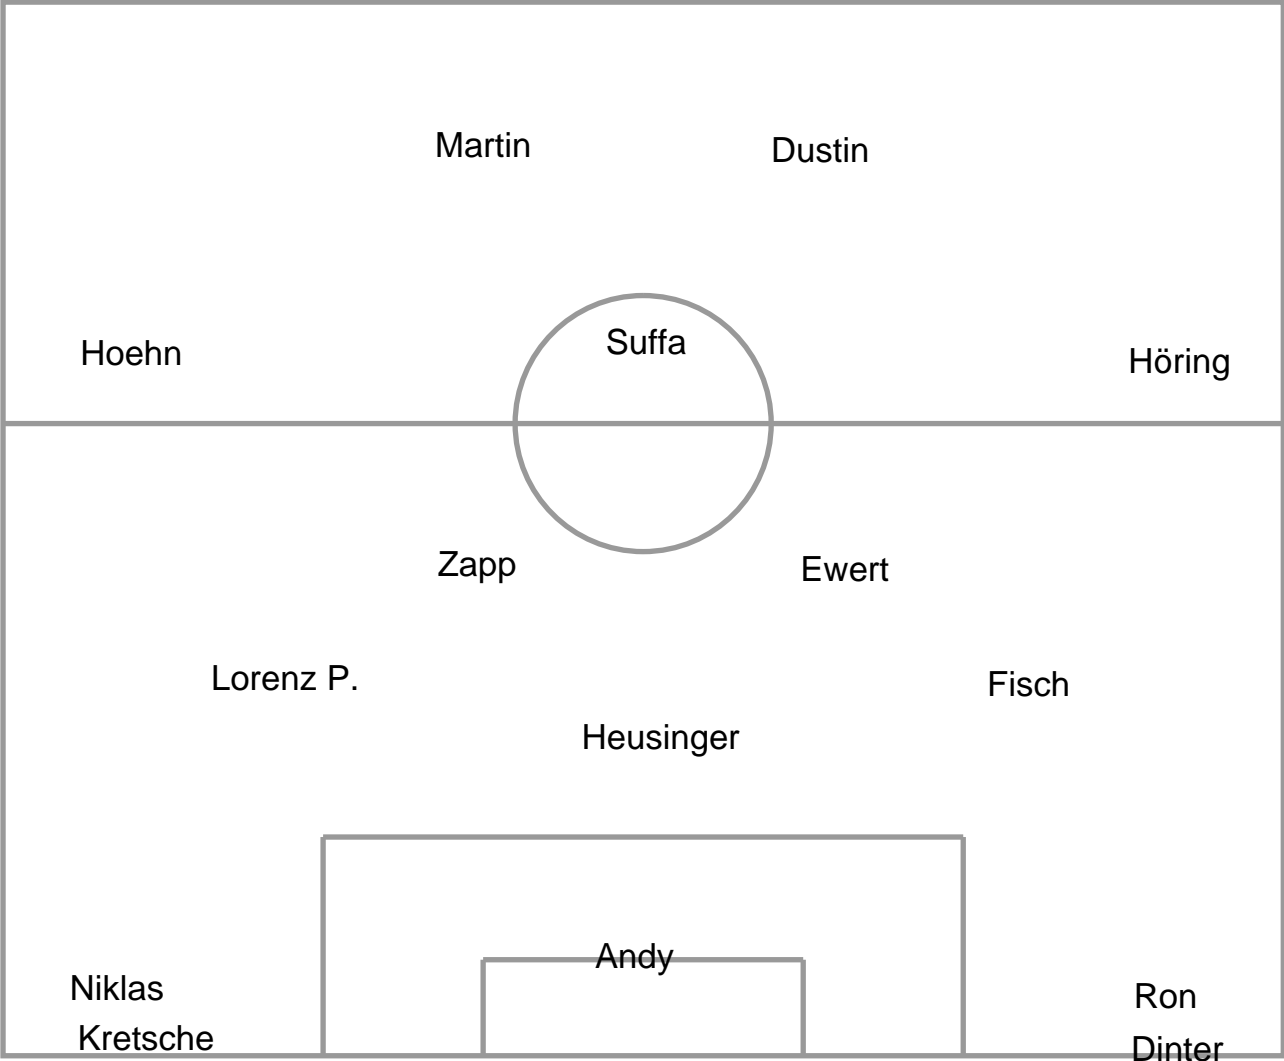 Martin
Dustin
Hoehn
Suffa
Höring
Zapp
Ewert
Lorenz P.
Fisch
Heusinger
Andy
Niklas
Kretsche
Ron
Dinter